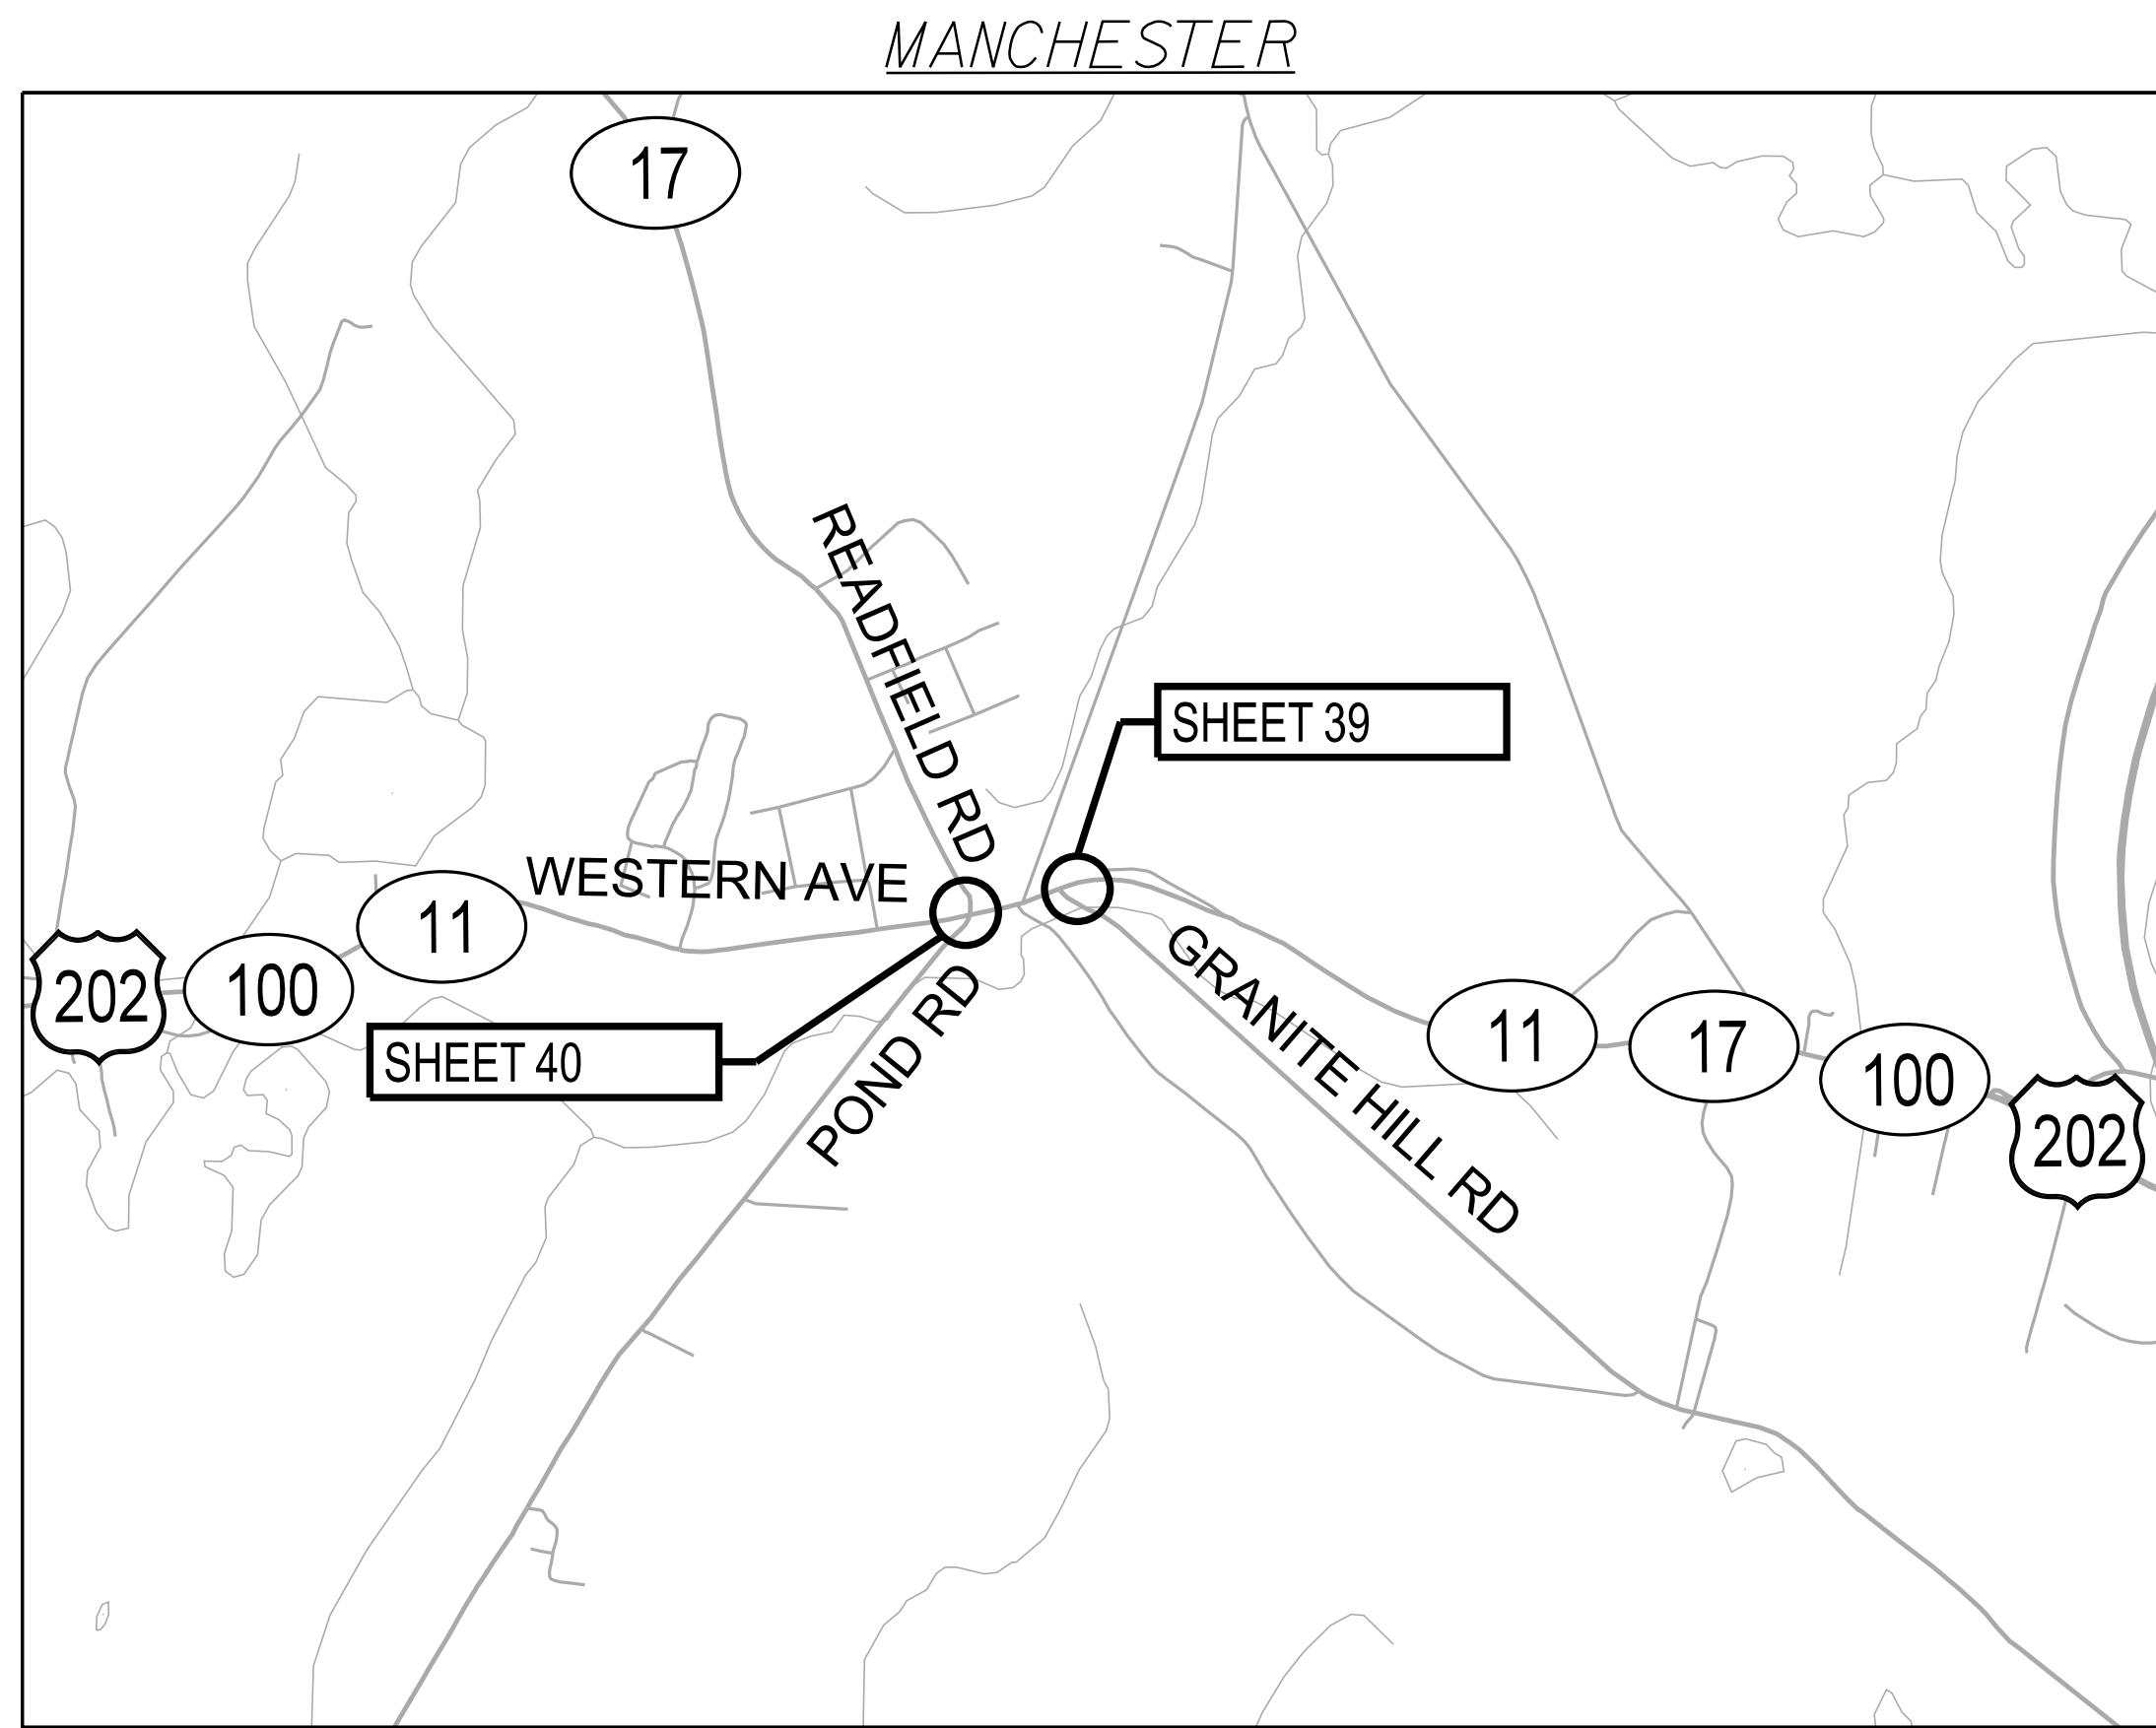 MANCHESTER
17
READFIELD RD
SHEET 39
WESTERN AVE
11
100
202
SHEET 40
POND RD
GRANITE HILL RD
11
17
100
202